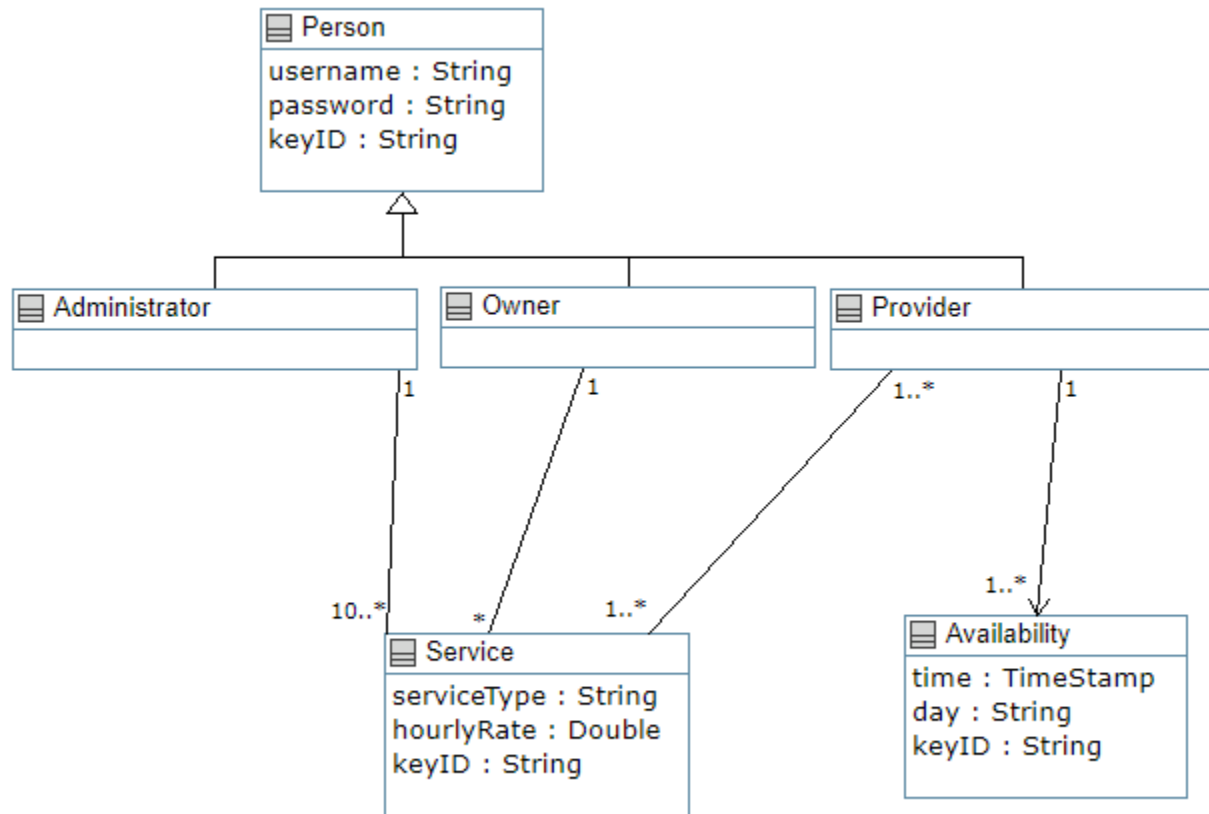 Person
username : String
password : String
keyID : String
Administrator
Owner
Provider
1
1
1..*
1
10..*
*
1..*
1..*
Service
serviceType : String
hourlyRate : Double
keyID : String
Availability
time : TimeStamp
day : String
keyID : String